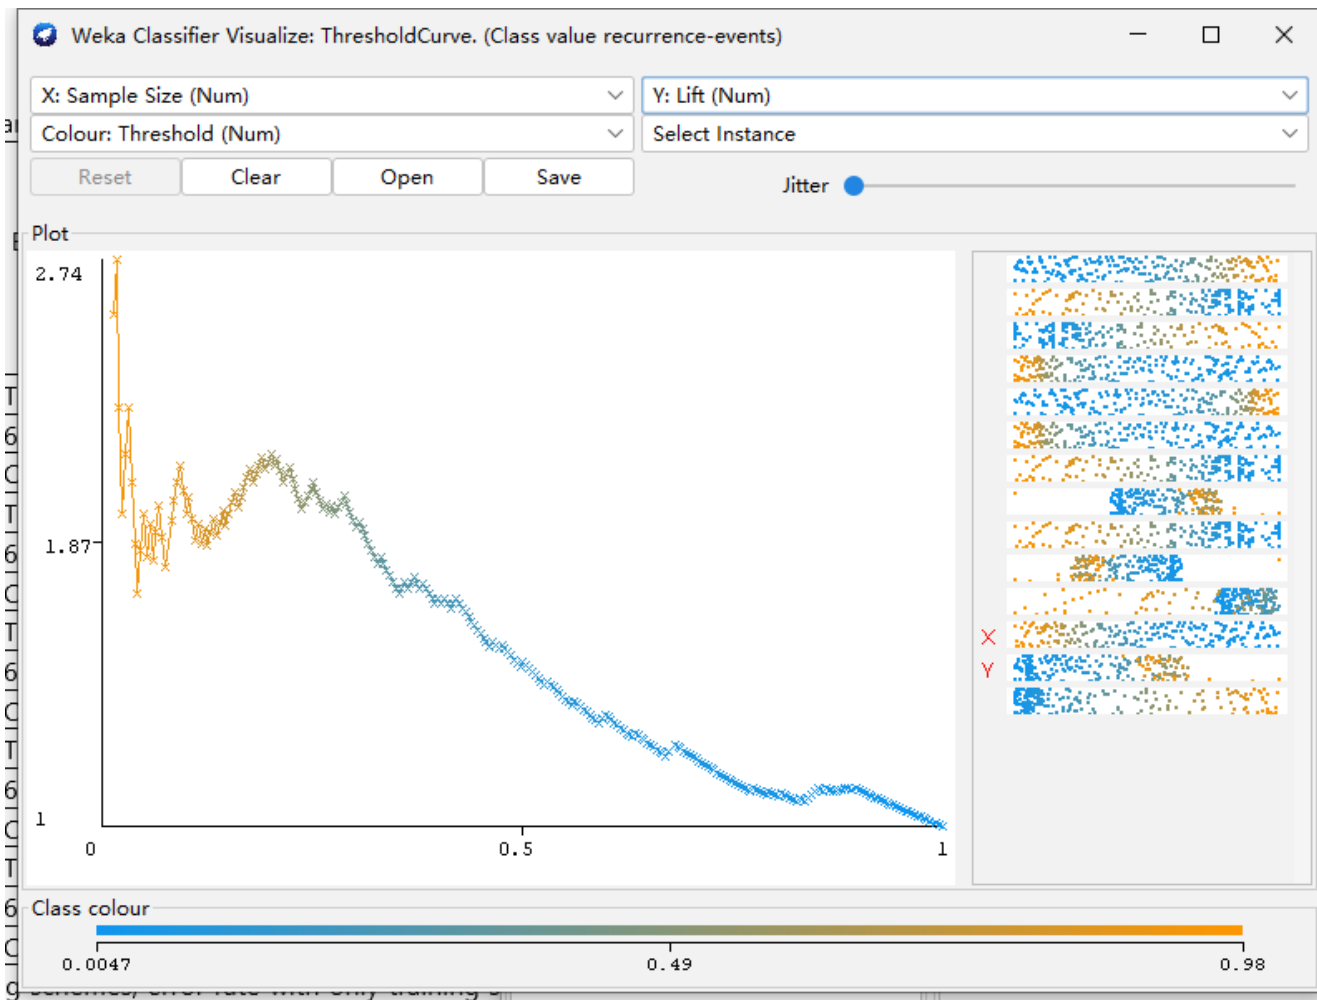 Weka Classifier Visualize: ThresholdCurve. (Class value recurrence-events)
X: Sample Size (Num)
Y: Lift (Num)
Colour: Threshold (Num)
Select Instance
Reset
Clear
Open
Save
Jitter
Plot
2.74
1.87
1
0
0.5
1
X
Y
Class colour
0.0047
0.49
0.98